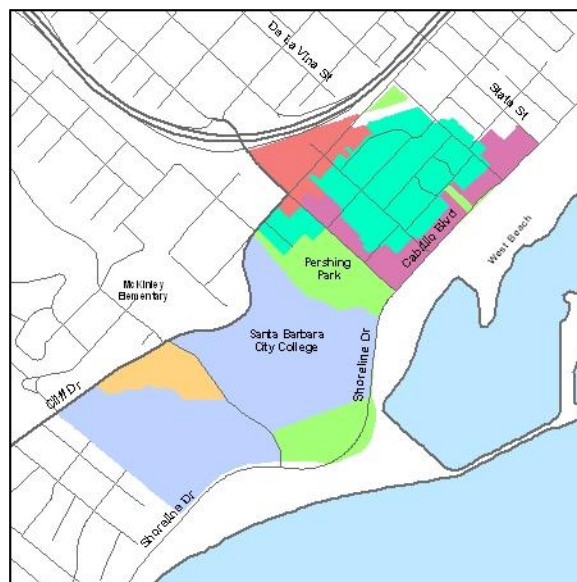 De La Vina St
State St
Cabrillo Blvd
West Beach
Pershing
Park
McKinley
Elementary
Santa Barbara
City College
Shoreline Dr
Cliff Dr
Shoreline Dr